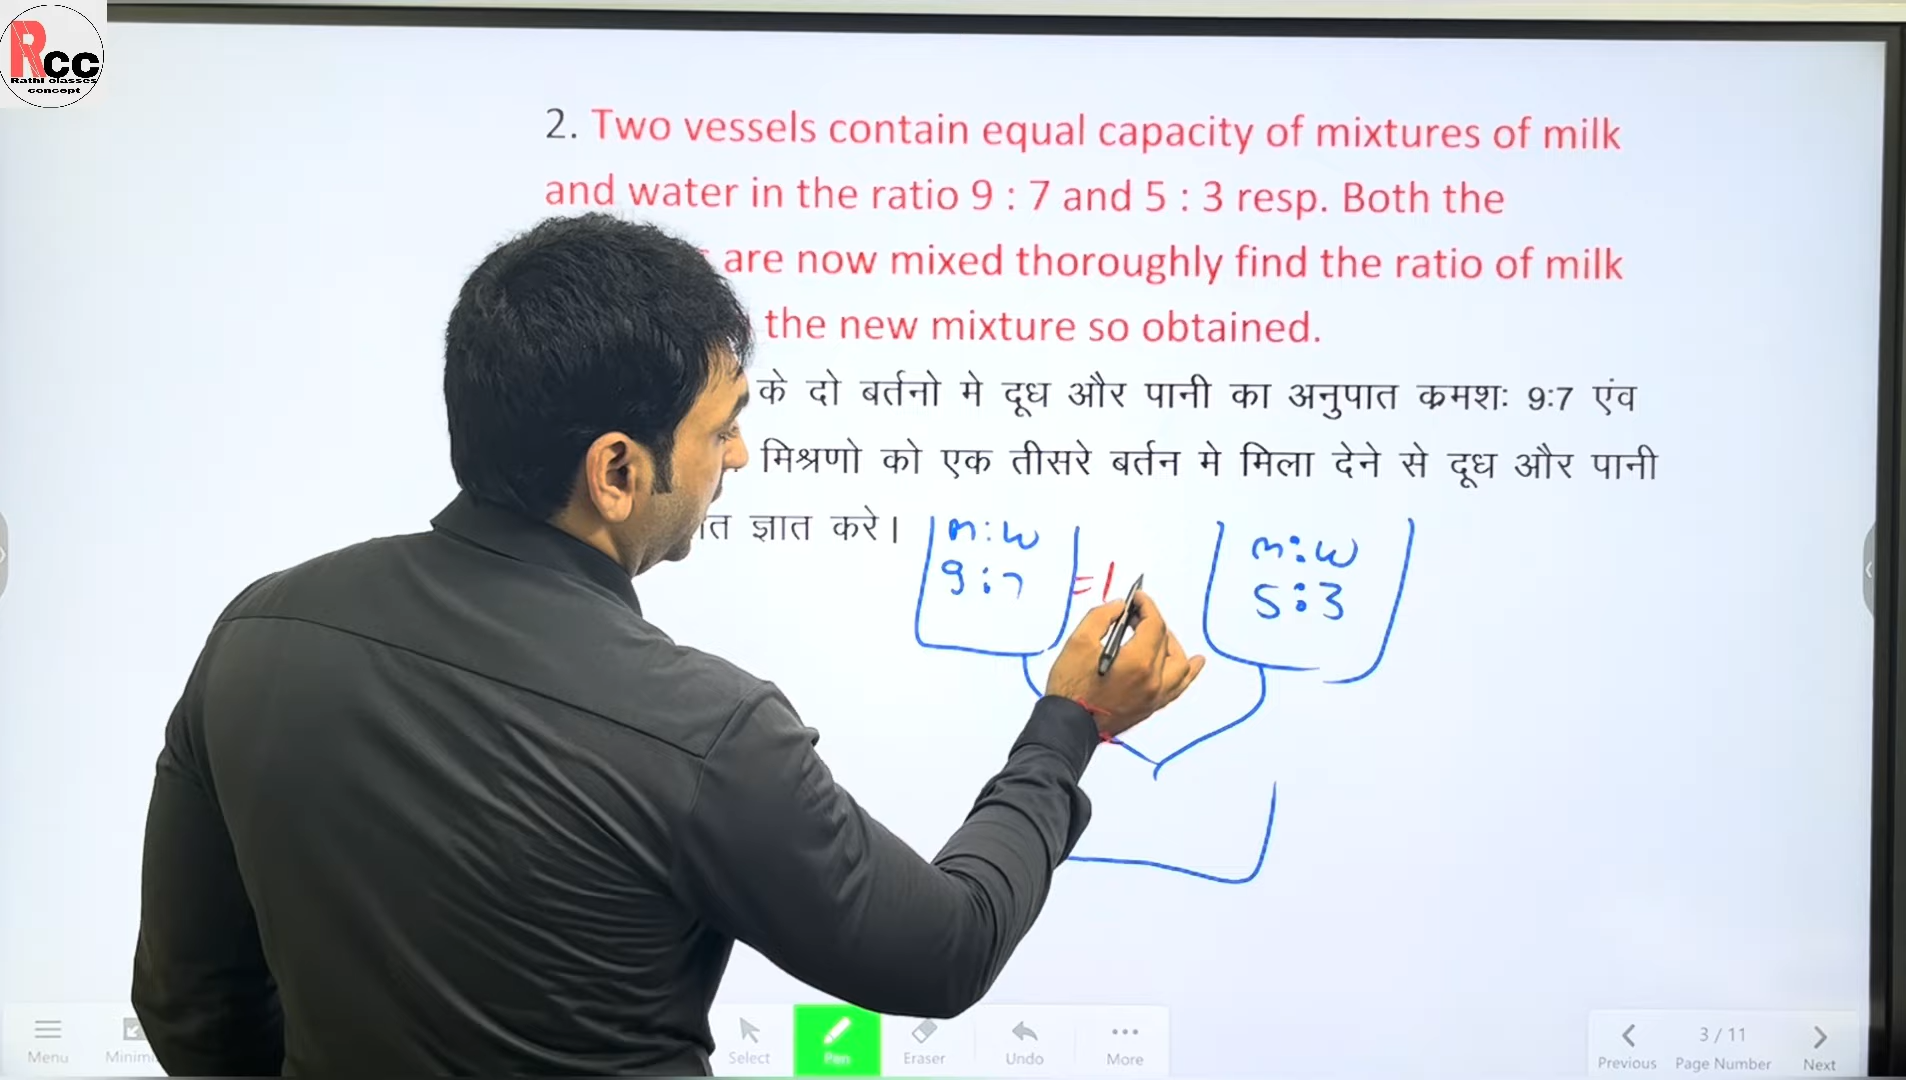 Rcc
Rathi classes
concept
2. Two vessels contain equal capacity of mixtures of milk
and water in the ratio 9 : 7 and 5 : 3 resp. Both the
are now mixed thoroughly find the ratio of milk
the new mixture so obtained.
के दो बर्तनो मे दूध और पानी का अनुपात कमशः 9:7 एंव
मिश्रणो को एक तीसरे बर्तन मे मिला देने से दूध और पानी
ज्ञात करे।
m:w
9:7
=1
m:w
5:3
Menu
Select
Pen
Eraser
Undo
More
Previous
3 / 11
Page Number
Next